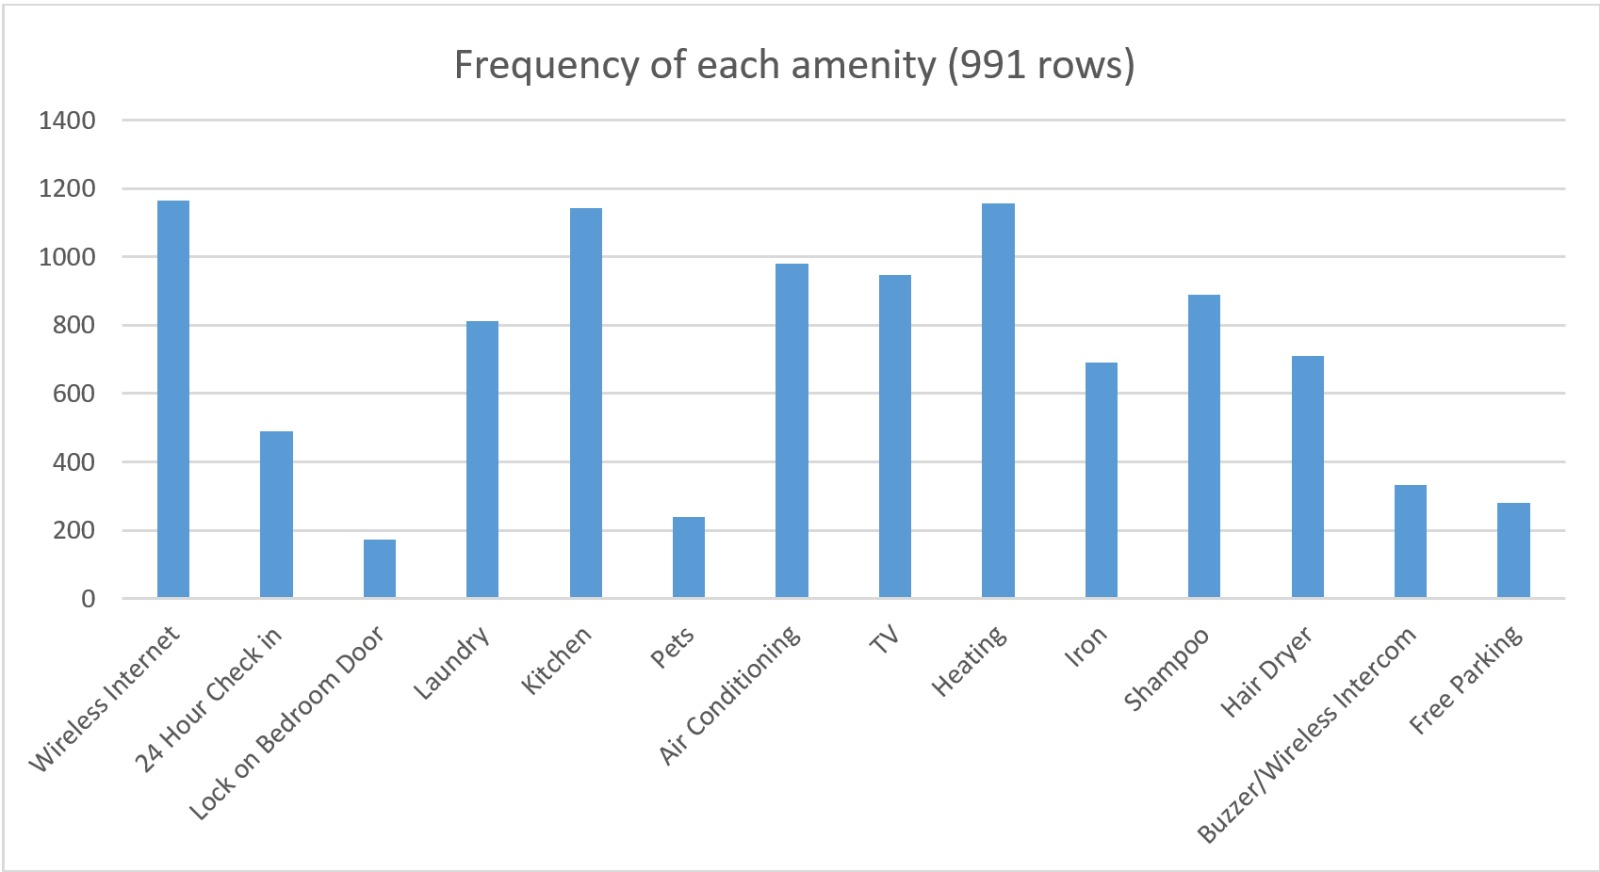 Frequency of each amenity (991 rows)
1400
1200
1000
800
600
400
200
0
Wireless Internet
24 Hour Check in
Lock on Bedroom Door
Laundry
Kitchen
Pets
Air Conditioning
TV
Heating
Iron
Shampoo
Hair Dryer
Buzzer/Wireless Intercom
Free Parking